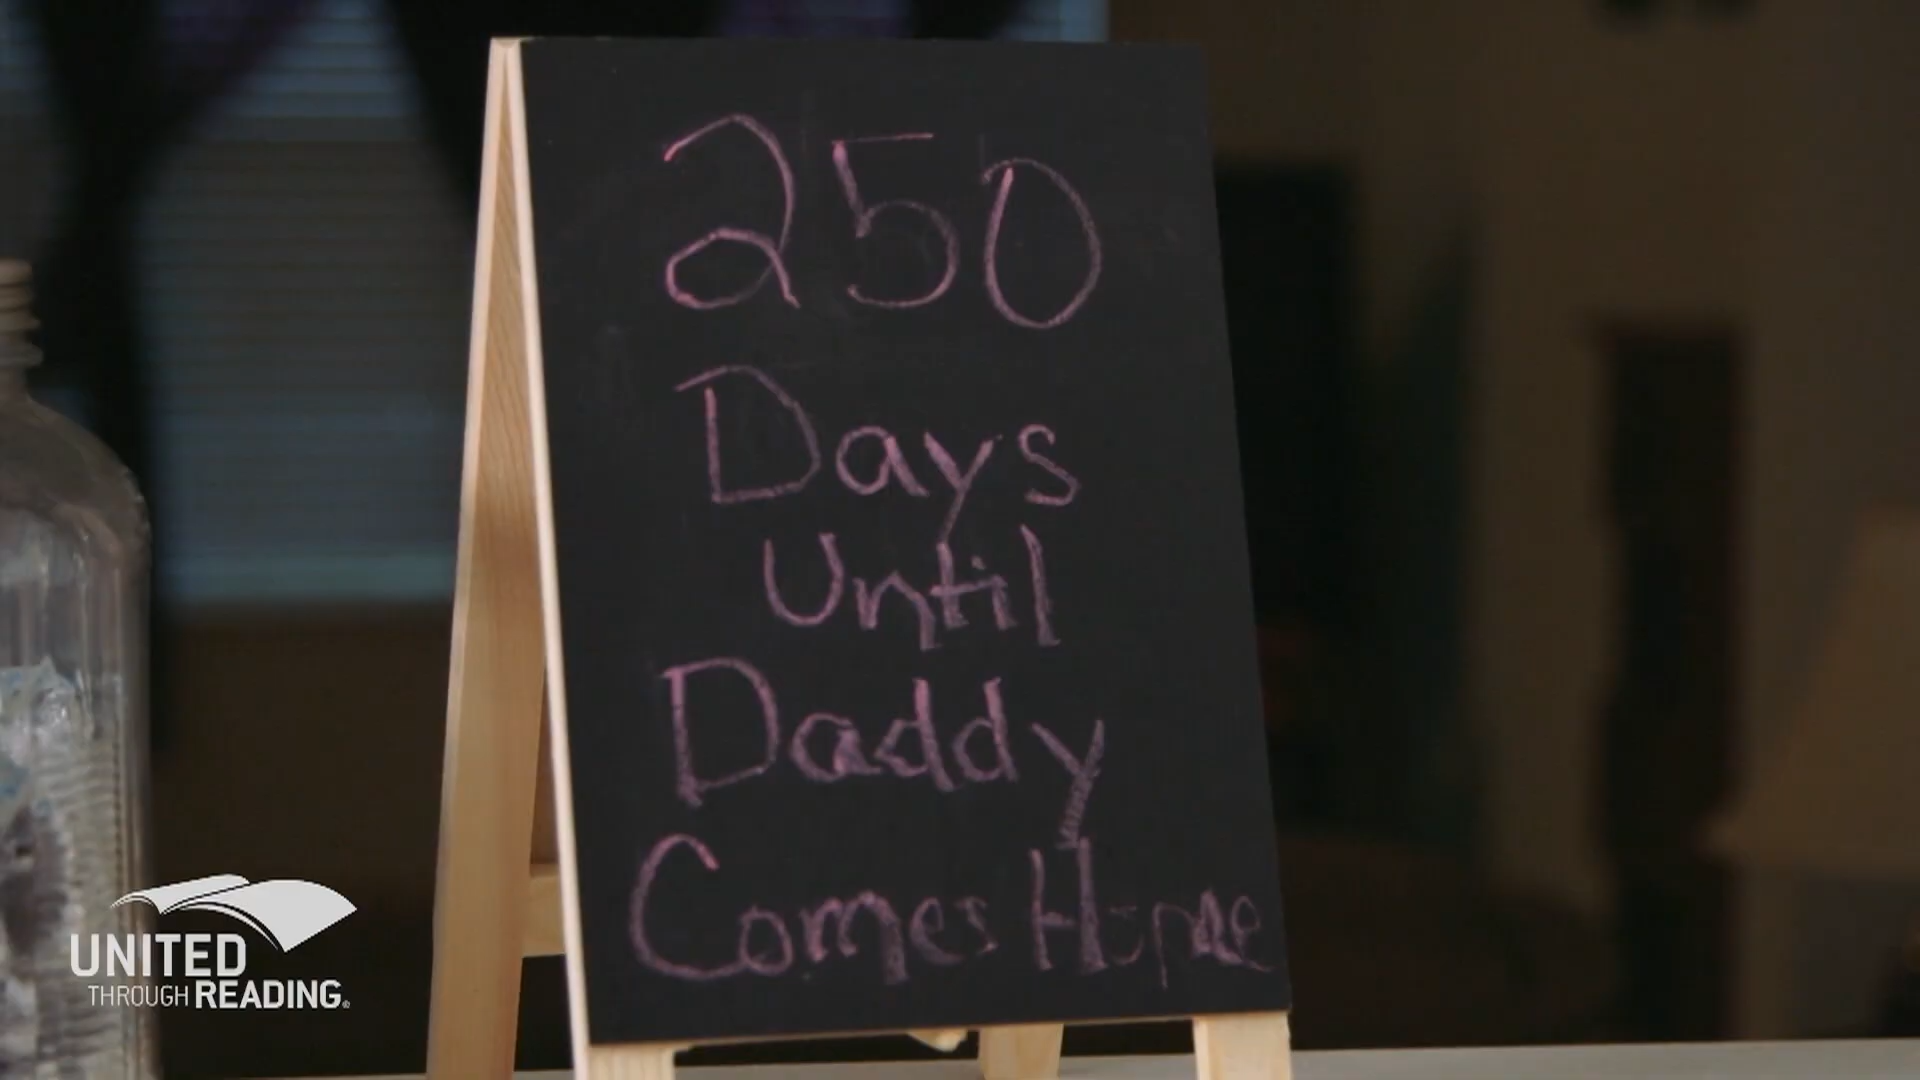 250
Days
Until
Daddy
Comes Home
UNITED
THROUGH READING®